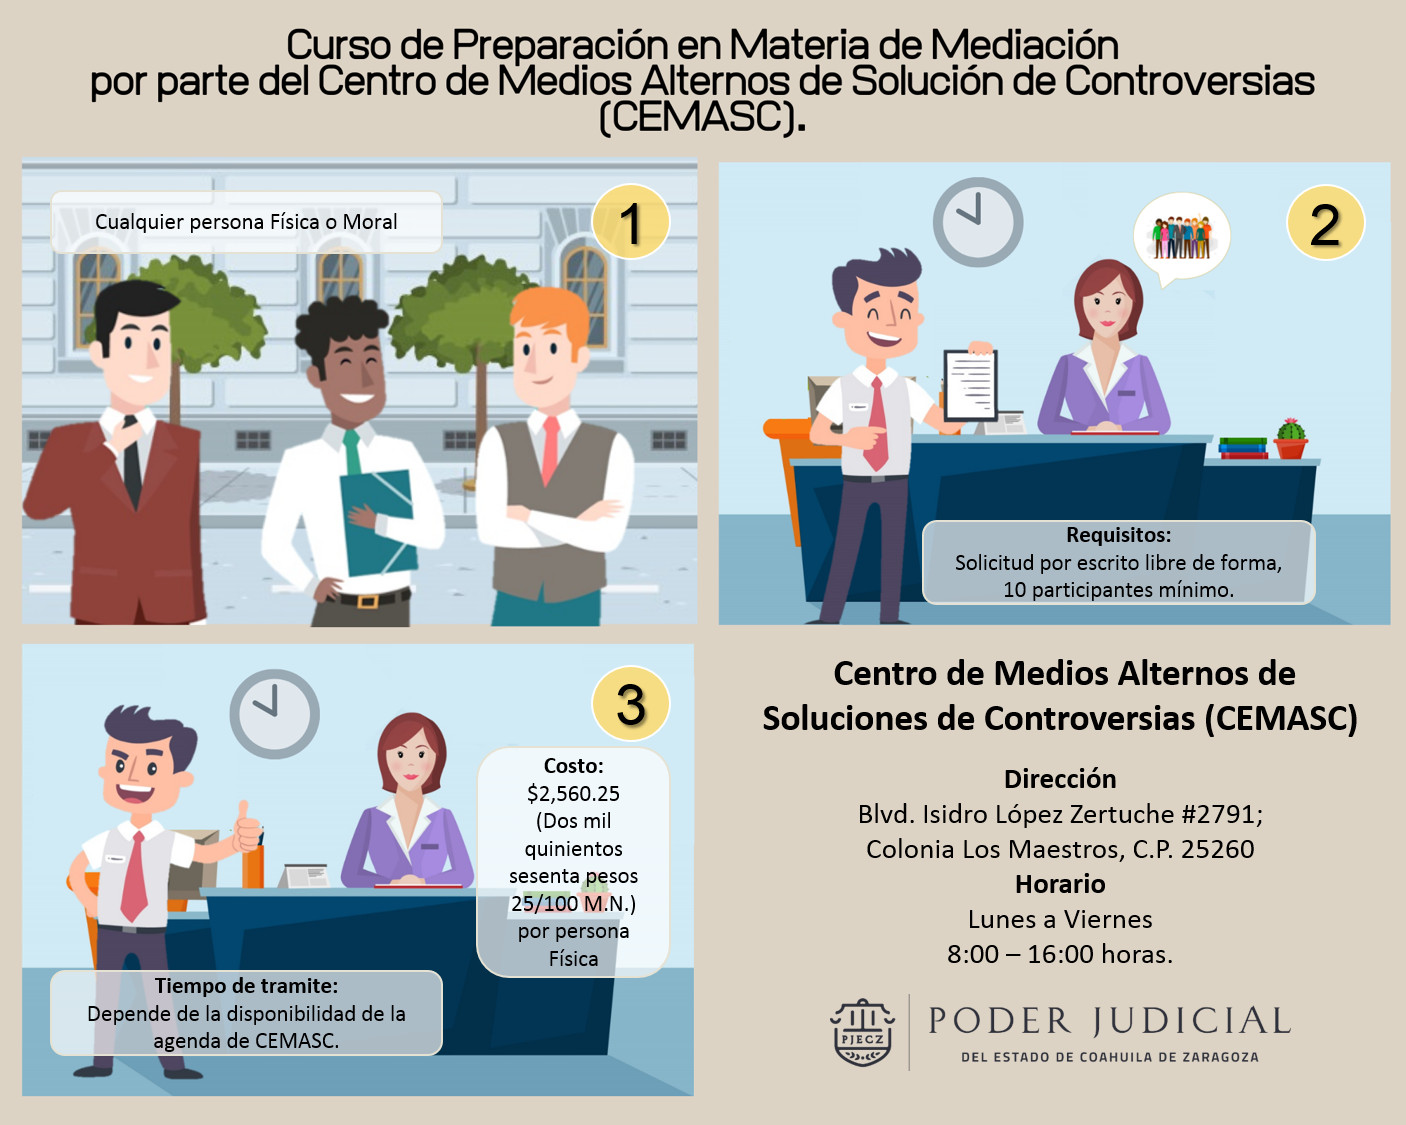 Curso de Preparación en Materia de Mediación
por parte del Centro de Medios Alternos de Solución de Controversias
(CEMASC).
Cualquier persona Física o Moral
1
2
Requisitos:
Solicitud por escrito libre de forma,
10 participantes mínimo.
3
Costo:
$2,560.25
(Dos mil
quinientos
sesenta pesos
25/100 M.N.)
por persona
Física
Tiempo de tramite:
Depende de la disponibilidad de la
agenda de CEMASC.
Centro de Medios Alternos de
Soluciones de Controversias (CEMASC)
Dirección
Blvd. Isidro López Zertuche #2791;
Colonia Los Maestros, C.P. 25260
Horario
Lunes a Viernes
8:00 – 16:00 horas.
PJECZ
PODER JUDICIAL
DEL ESTADO DE COAHUILA DE ZARAGOZA